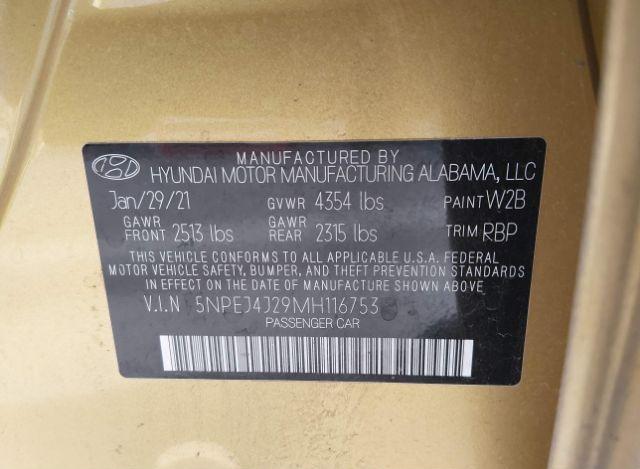 MANUFACTURED BY
HYUNDAI MOTOR MANUFACTURING ALABAMA, LLC
Jan/29/21 GVWR 4354 lbs PAINT W2B
GAWR FRONT 2513 lbs GAWR REAR 2315 lbs TRIM RBP
THIS VEHICLE CONFORMS TO ALL APPLICABLE U.S.A. FEDERAL
MOTOR VEHICLE SAFETY, BUMPER, AND THEFT PREVENTION STANDARDS
IN EFFECT ON THE DATE OF MANUFACTURE SHOWN ABOVE.
V.I.N 5NPEJ4J29MH116753
PASSENGER CAR